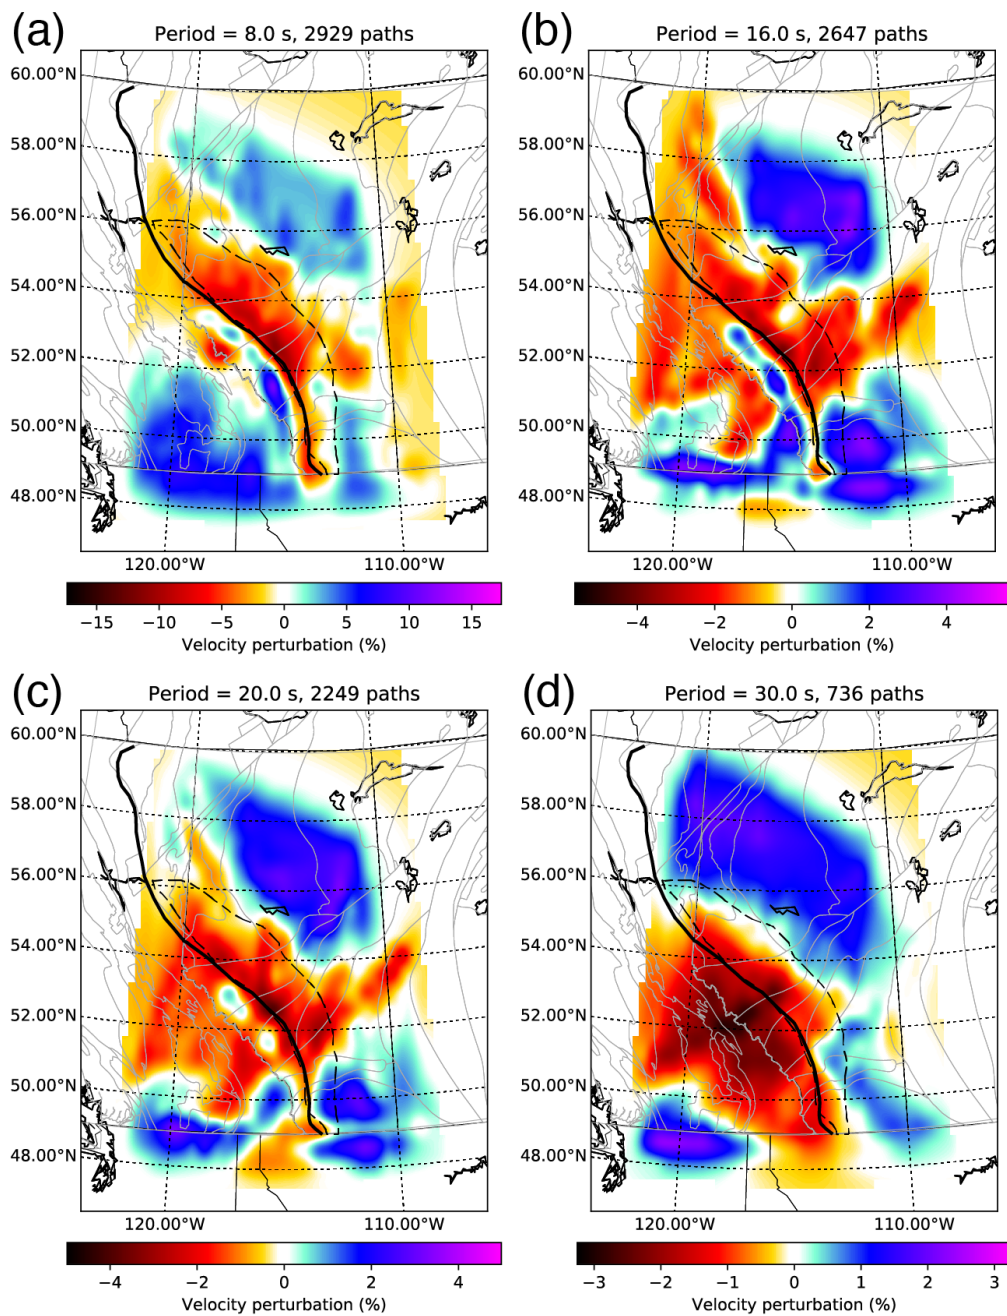 (a)
Period = 8.0 s, 2929 paths
60.00°N
58.00°N
56.00°N
54.00°N
52.00°N
50.00°N
48.00°N
120.00°W 110.00°W
−15 −10 −5 0 5 10 15
Velocity perturbation (%)
(b)
Period = 16.0 s, 2647 paths
60.00°N
58.00°N
56.00°N
54.00°N
52.00°N
50.00°N
48.00°N
120.00°W 110.00°W
−4 −2 0 2 4
Velocity perturbation (%)
(c)
Period = 20.0 s, 2249 paths
60.00°N
58.00°N
56.00°N
54.00°N
52.00°N
50.00°N
48.00°N
120.00°W 110.00°W
−4 −2 0 2 4
Velocity perturbation (%)
(d)
Period = 30.0 s, 736 paths
60.00°N
58.00°N
56.00°N
54.00°N
52.00°N
50.00°N
48.00°N
120.00°W 110.00°W
−3 −2 −1 0 1 2 3
Velocity perturbation (%)